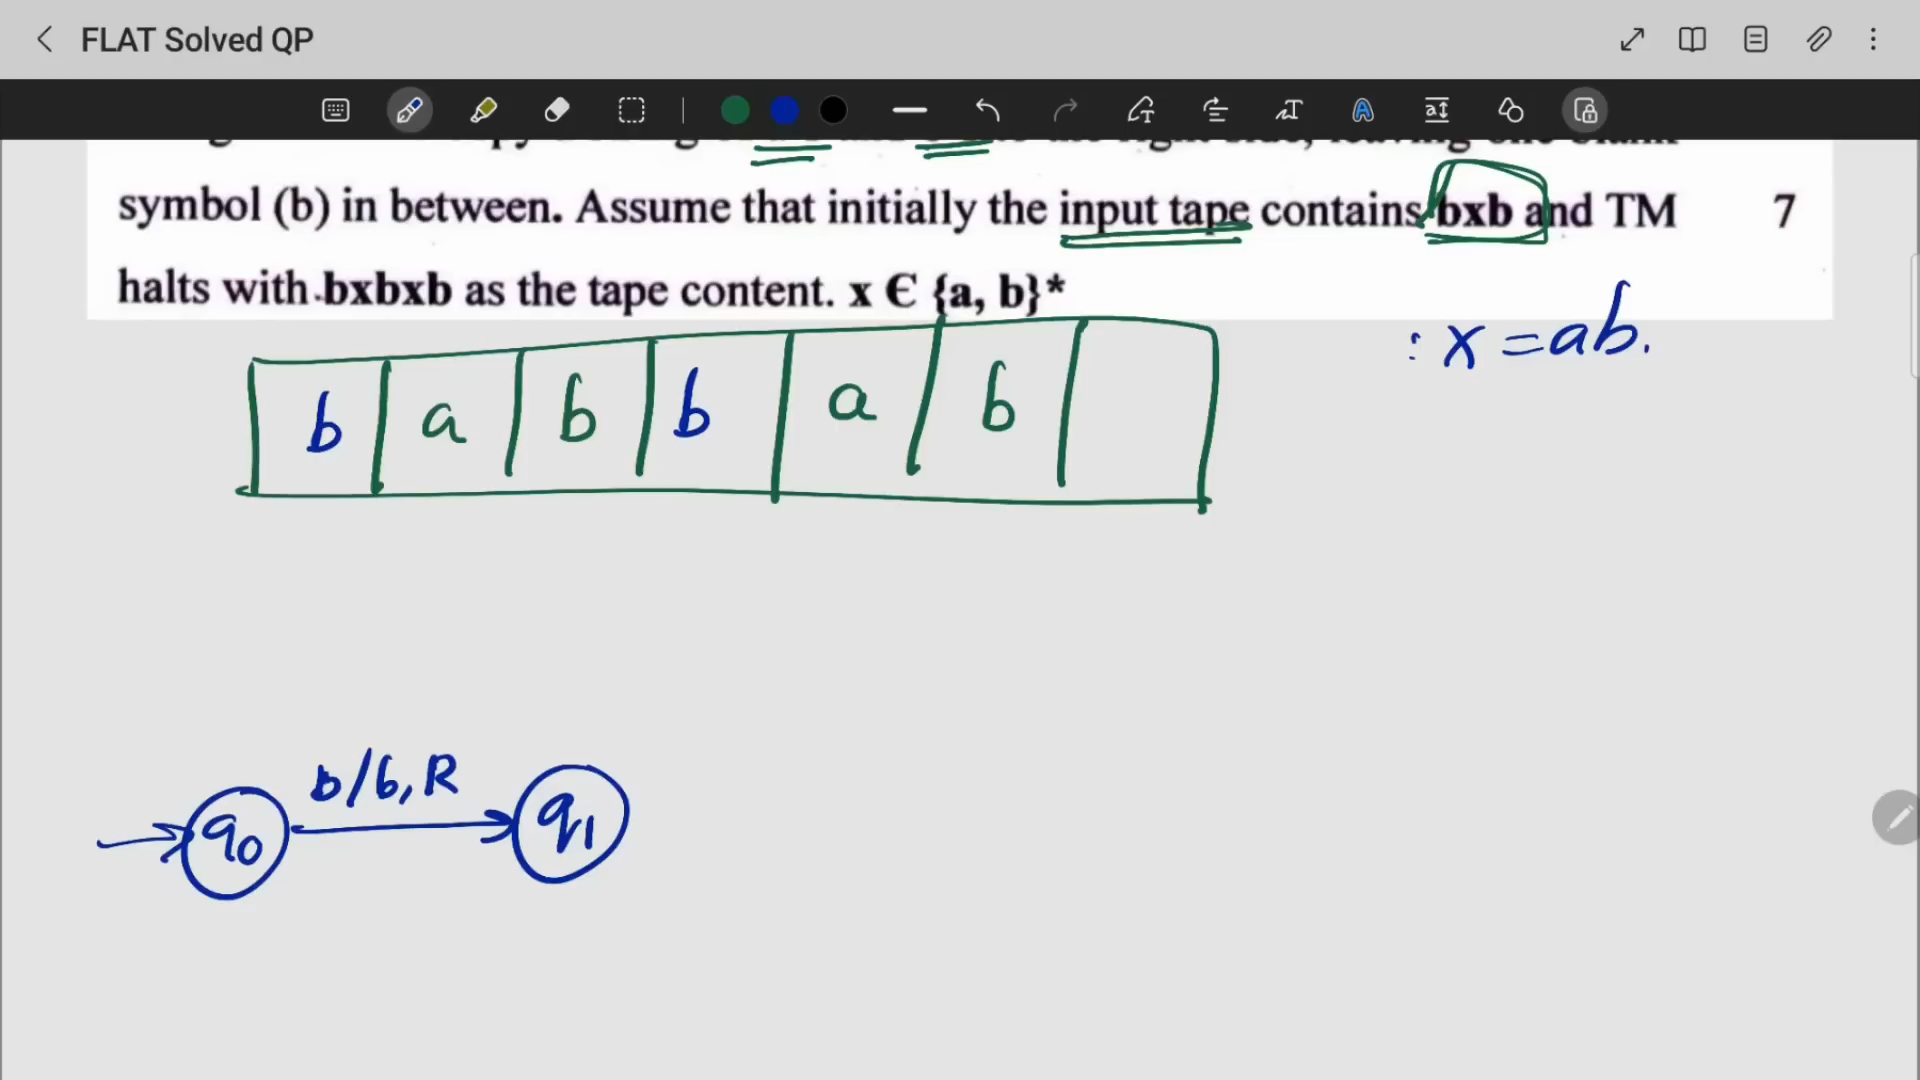 FLAT Solved QP
symbol (b) in between. Assume that initially the input tape contains bxb and TM 7
halts with bxbxb as the tape content. x Є {a, b}*
: x = ab.
b a b b a b
b/b, R
q0 q1